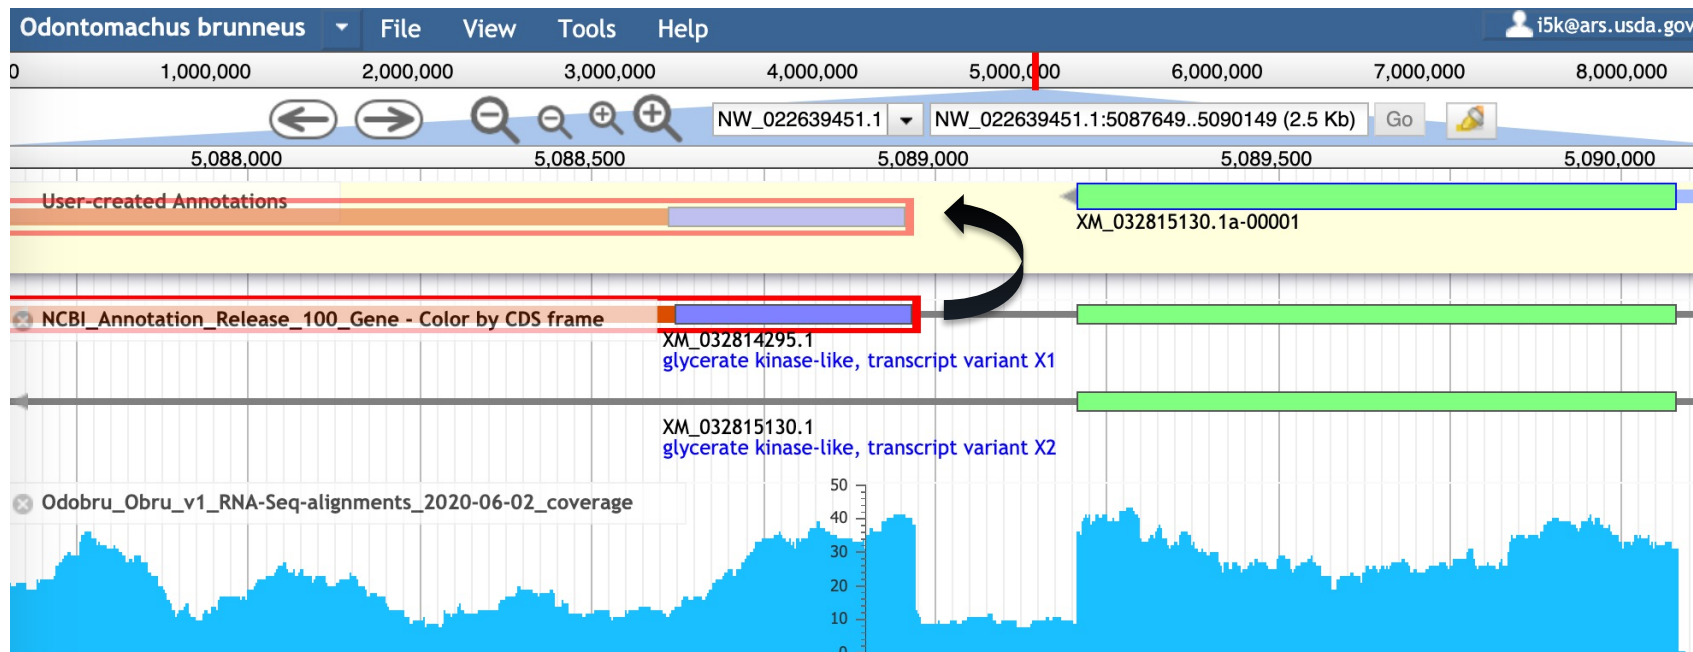 Odontomachus brunneus File View Tools Help i5k@ars.usda.gov
0 1,000,000 2,000,000 3,000,000 4,000,000 5,000,000 6,000,000 7,000,000 8,000,000
NW_022639451.1 NW_022639451.1:5087649..5090149 (2.5 Kb) Go
5,088,000 5,088,500 5,089,000 5,089,500 5,090,000
User-created Annotations
XM_032815130.1a-00001
NCBI_Annotation_Release_100_Gene - Color by CDS frame
XM_032814295.1
glycerate kinase-like, transcript variant X1
XM_032815130.1
glycerate kinase-like, transcript variant X2
Odobru_Obru_v1_RNA-Seq-alignments_2020-06-02_coverage
50
40
30
20
10
0